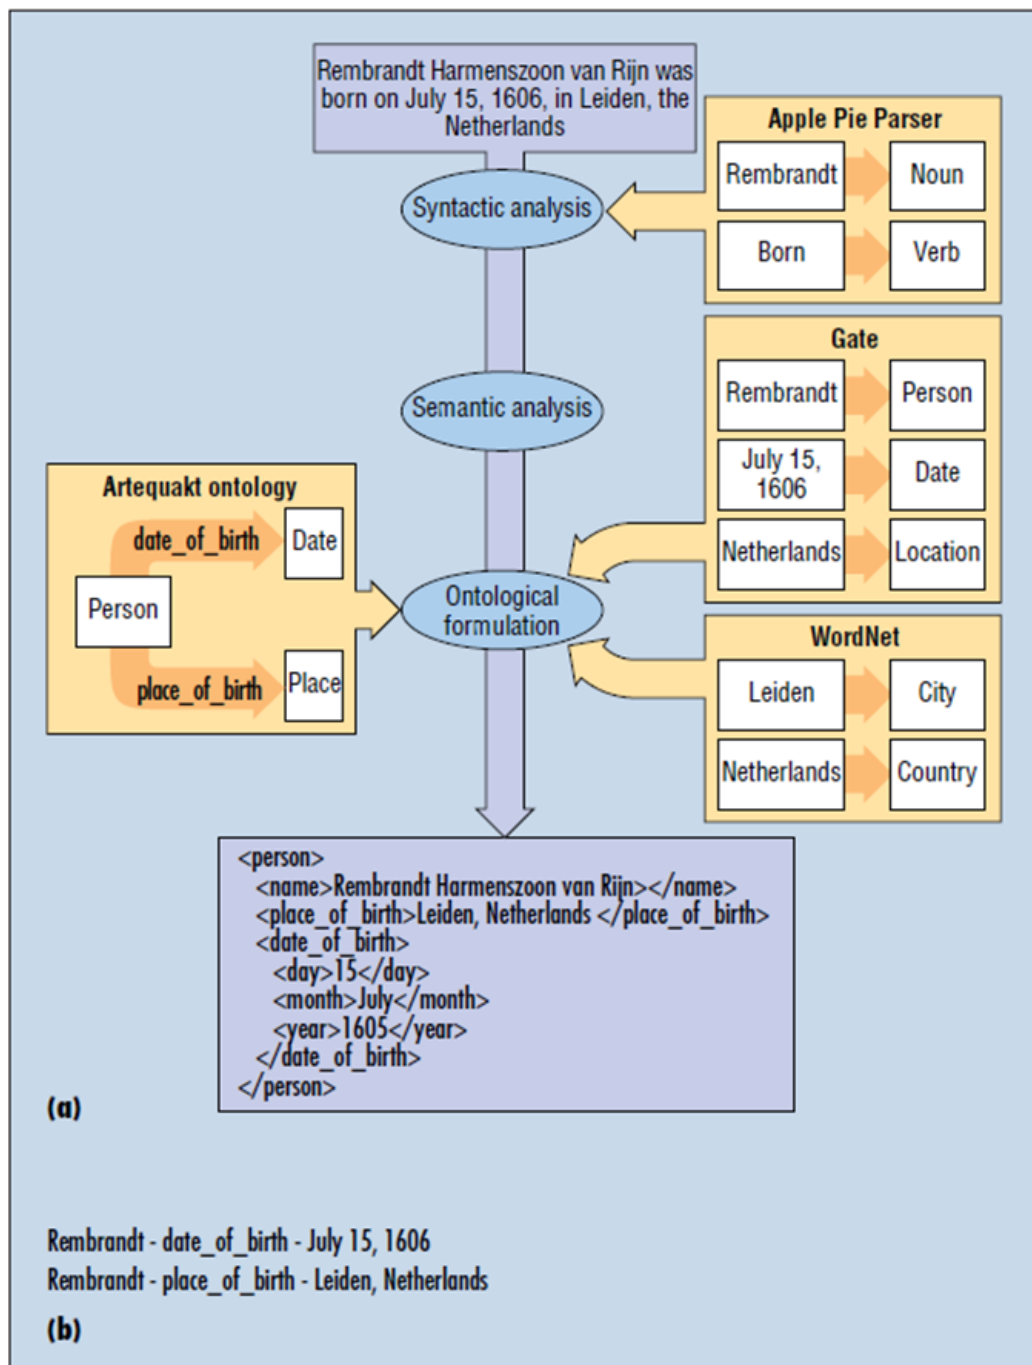 Rembrandt Harmenszoon van Rijn was
born on July 15, 1606, in Leiden, the
Netherlands
Apple Pie Parser
Rembrandt
Noun
Born
Verb
Syntactic analysis
Gate
Rembrandt
Person
July 15,
1606
Date
Netherlands
Location
Semantic analysis
Artequakt ontology
date_of_birth
Date
Person
place_of_birth
Place
Ontological
formulation
WordNet
Leiden
City
Netherlands
Country
<person>
<name>Rembrandt Harmenszoon van Rijn></name>
<place_of_birth>Leiden, Netherlands </place_of_birth>
<date_of_birth>
<day>15</day>
<month>July</month>
<year>1605</year>
</date_of_birth>
</person>
(a)
Rembrandt - date_of_birth - July 15, 1606
Rembrandt - place_of_birth - Leiden, Netherlands
(b)